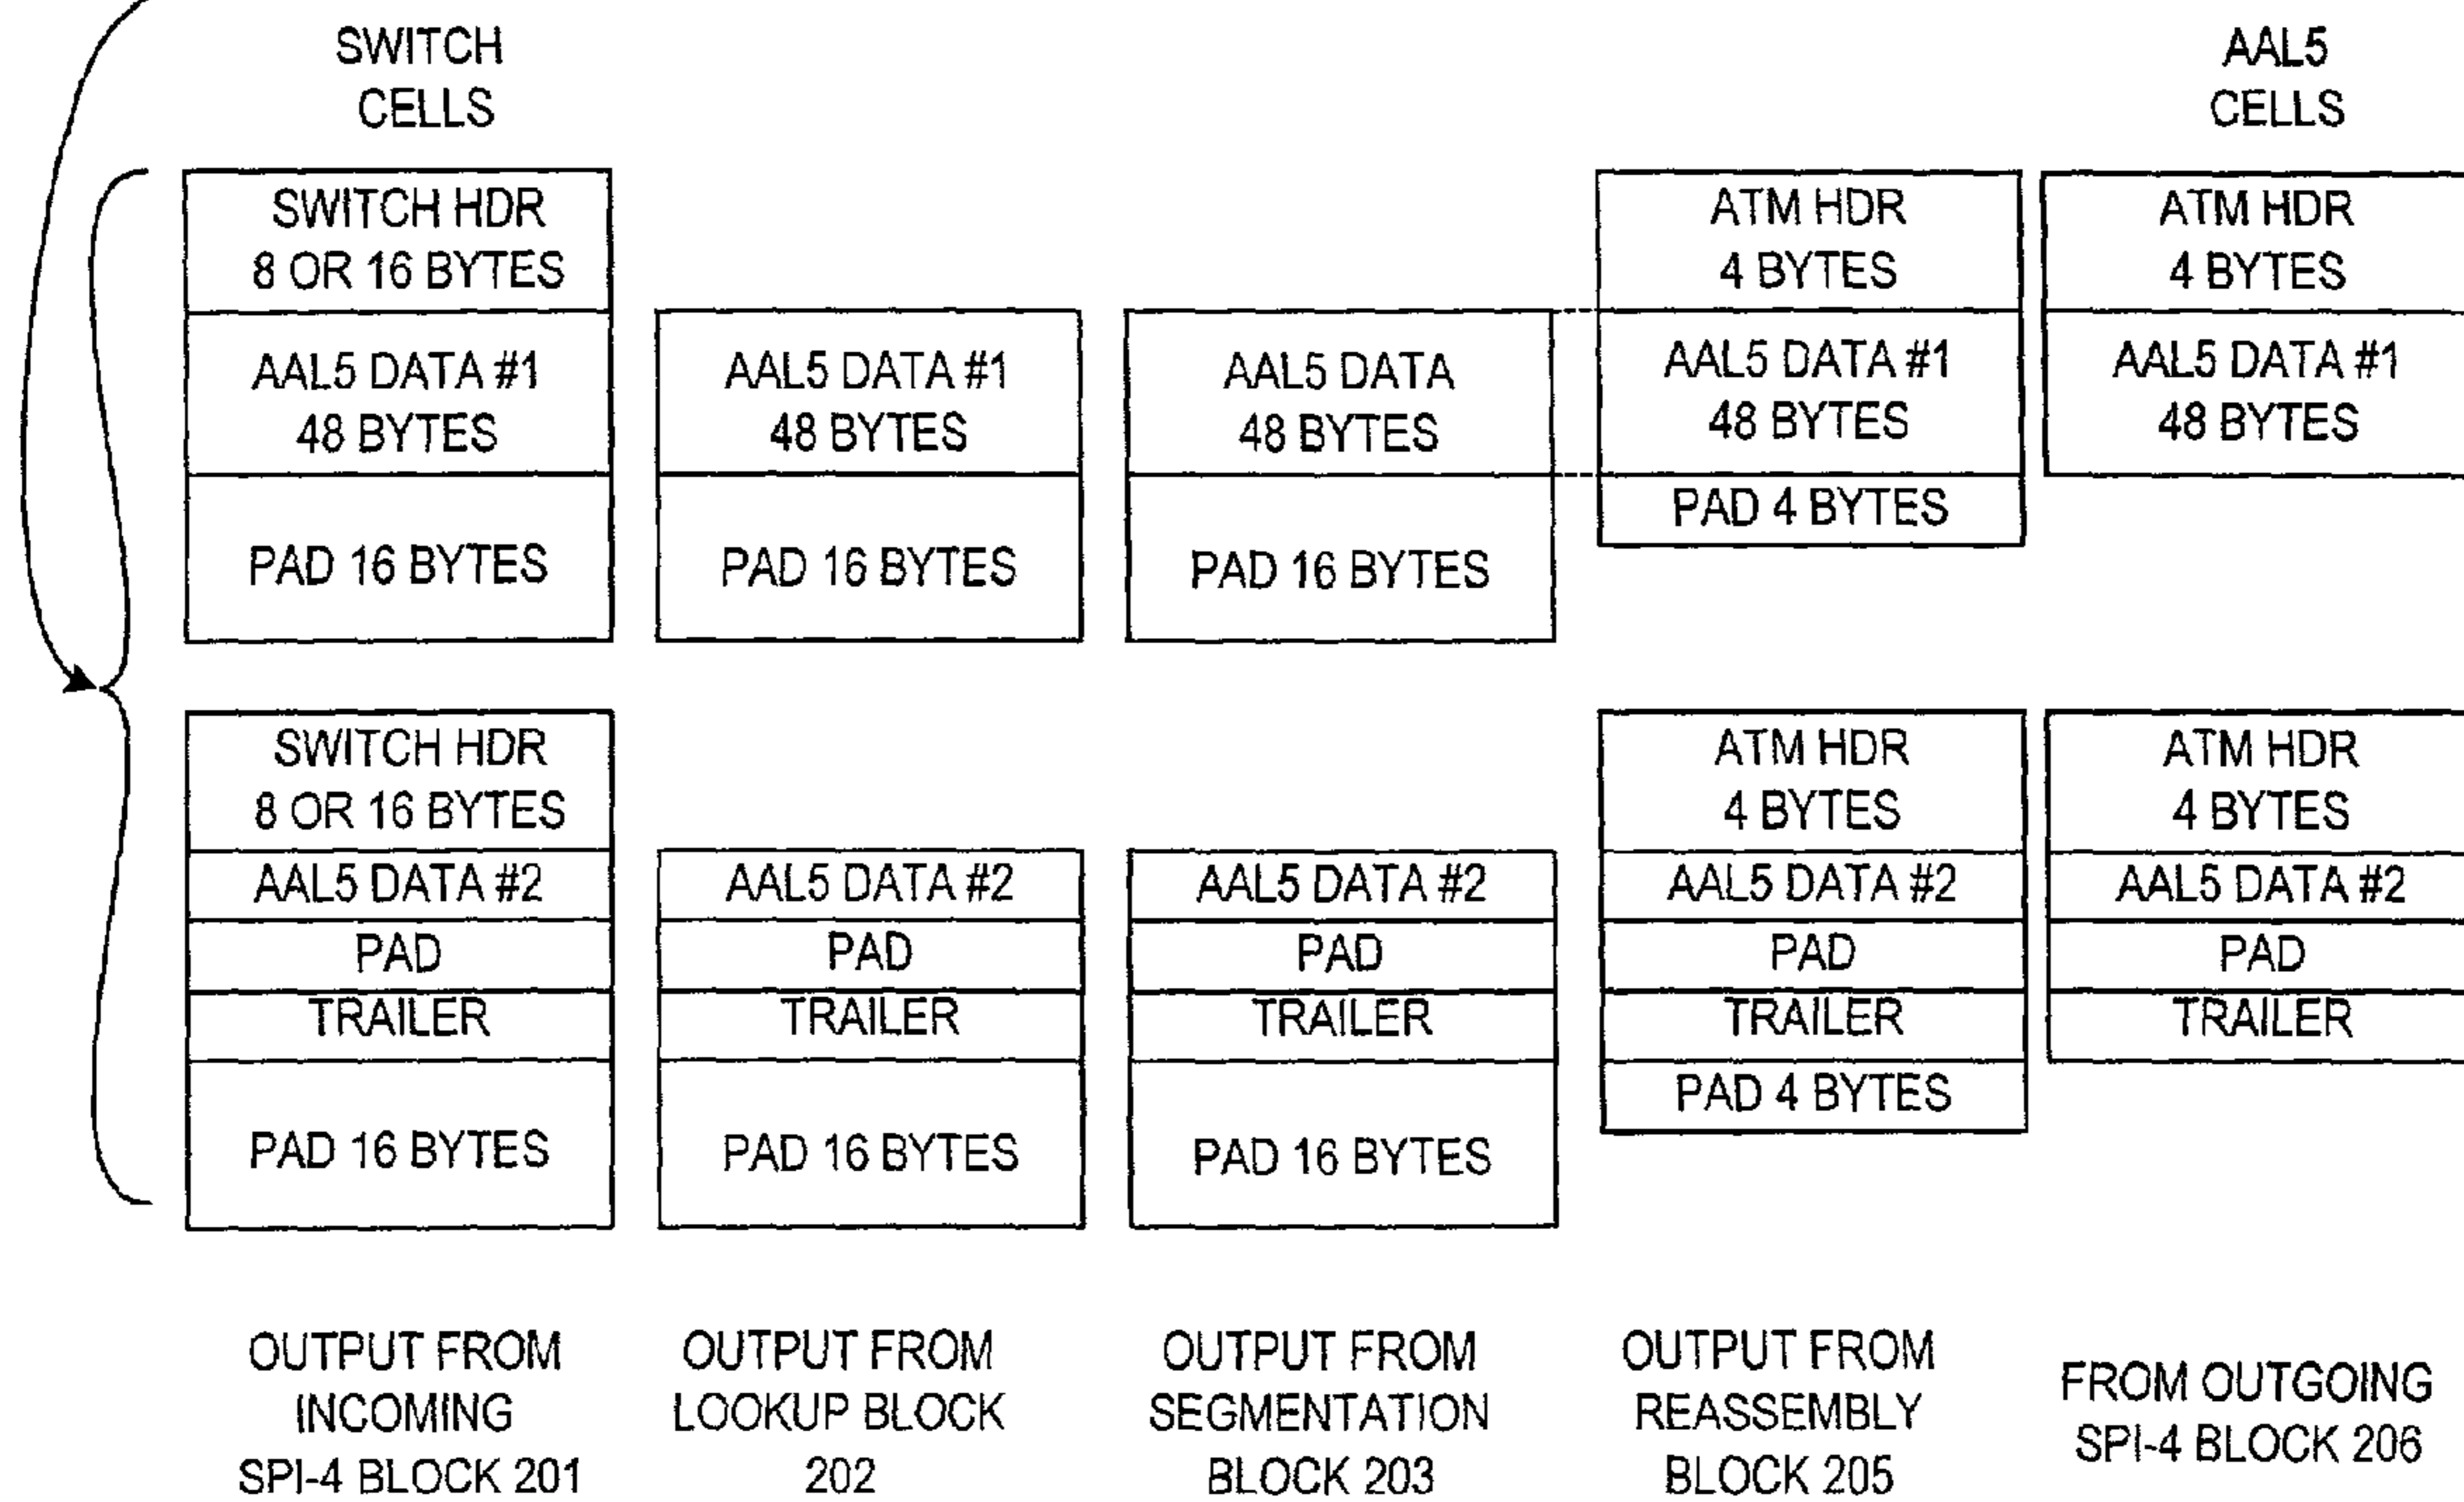 SWITCH
CELLS
AAL5
CELLS
SWITCH HDR
8 OR 16 BYTES
AAL5 DATA #1
48 BYTES
PAD 16 BYTES
AAL5 DATA #1
48 BYTES
PAD 16 BYTES
AAL5 DATA
48 BYTES
PAD 16 BYTES
ATM HDR
4 BYTES
AAL5 DATA #1
48 BYTES
PAD 4 BYTES
ATM HDR
4 BYTES
AAL5 DATA #1
48 BYTES
SWITCH HDR
8 OR 16 BYTES
AAL5 DATA #2
PAD
TRAILER
PAD 16 BYTES
AAL5 DATA #2
PAD
TRAILER
PAD 16 BYTES
AAL5 DATA #2
PAD
TRAILER
PAD 16 BYTES
ATM HDR
4 BYTES
AAL5 DATA #2
PAD
TRAILER
PAD 4 BYTES
ATM HDR
4 BYTES
AAL5 DATA #2
PAD
TRAILER
OUTPUT FROM
INCOMING
SPI-4 BLOCK 201
OUTPUT FROM
LOOKUP BLOCK
202
OUTPUT FROM
SEGMENTATION
BLOCK 203
OUTPUT FROM
REASSEMBLY
BLOCK 205
FROM OUTGOING
SPI-4 BLOCK 206